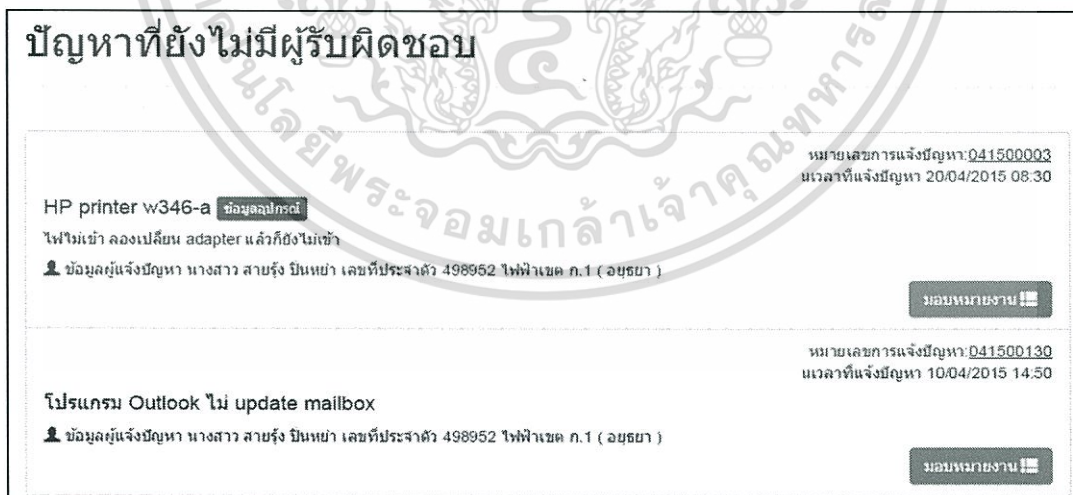 ปัญหาที่ยังไม่มีผู้รับผิดชอบ
หมายเลขการแจ้งปัญหา:041500003
นเวลาที่แจ้งปัญหา 20/04/2015 08:30
HP printer w346-a ข้อมูลอุปกรณ์
ไฟไม่เข้า ลองเปลี่ยน adapter แล้วก็ยังไม่เข้า
ข้อมูลผู้แจ้งปัญหา นางสาว สายรุ้ง ปิ่นหย่า เลขที่ประจำตัว 498952 ไฟฟ้าเขต ก.1 ( อยุธยา )
มอบหมายงาน
หมายเลขการแจ้งปัญหา:041500130
นเวลาที่แจ้งปัญหา 10/04/2015 14:50
โปรแกรม Outlook ไม่ update mailbox
ข้อมูลผู้แจ้งปัญหา นางสาว สายรุ้ง ปิ่นหย่า เลขที่ประจำตัว 498952 ไฟฟ้าเขต ก.1 ( อยุธยา )
มอบหมายงาน